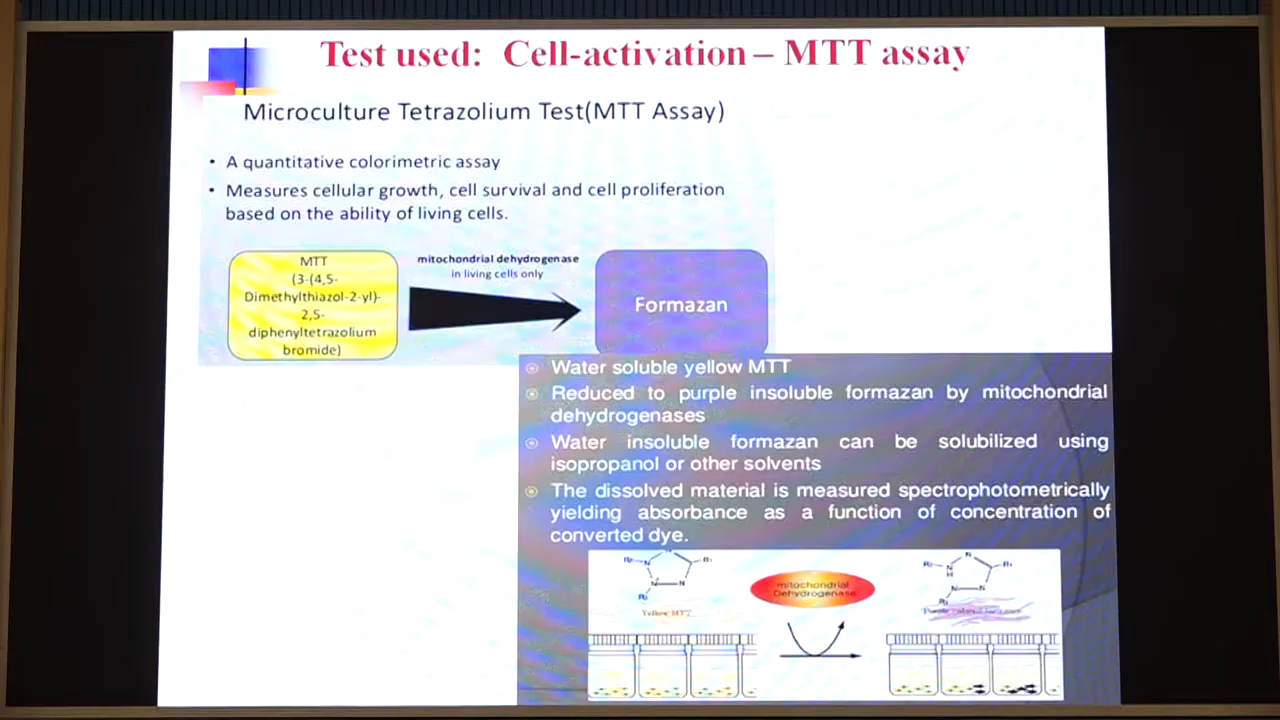 Test used: Cell-activation – MTT assay
Microculture Tetrazolium Test(MTT Assay)
• A quantitative colorimetric assay
• Measures cellular growth, cell survival and cell proliferation
based on the ability of living cells.
MTT
(3-(4,5-
Dimethylthiazol-2-yl)-
2,5-
diphenyltetrazolium
bromide)
mitochondrial dehydrogenase
in living cells only
Formazan
Water soluble yellow MTT
Reduced to purple insoluble formazan by mitochondrial
dehydrogenases
Water insoluble formazan can be solubilized using
isopropanol or other solvents
The dissolved material is measured spectrophotometrically
yielding absorbance as a function of concentration of
converted dye.
mitochondrial
Dehydrogenase
Yellow MTT